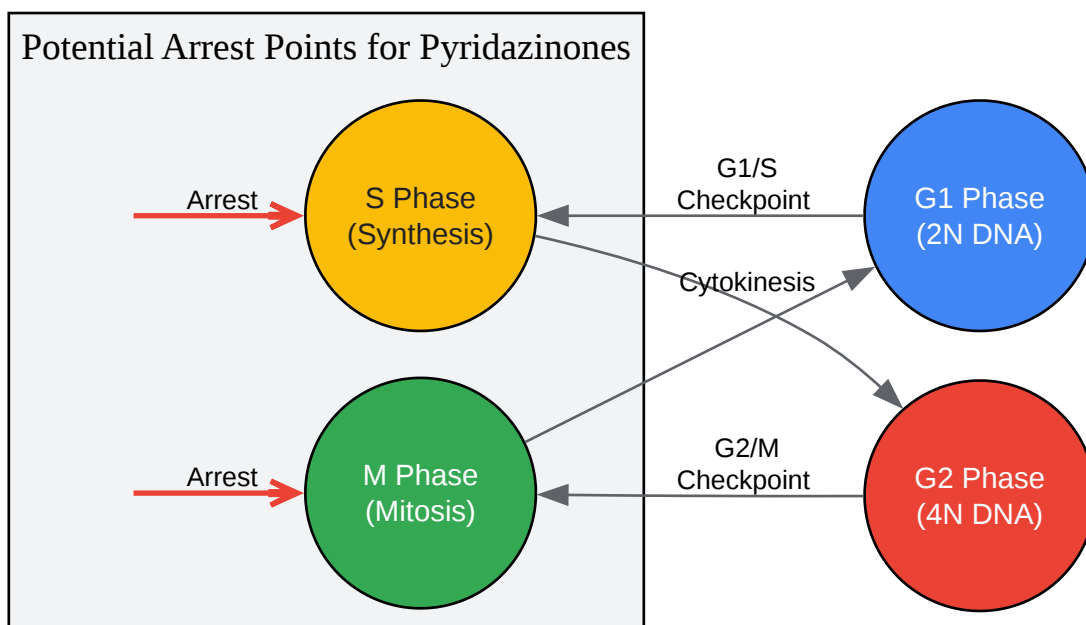 Potential Arrest Points for Pyridazinones
Arrest
S Phase
(Synthesis)
G1/S
Checkpoint
G1 Phase
(2N DNA)
Cytokinesis
Arrest
M Phase
(Mitosis)
G2/M
Checkpoint
G2 Phase
(4N DNA)